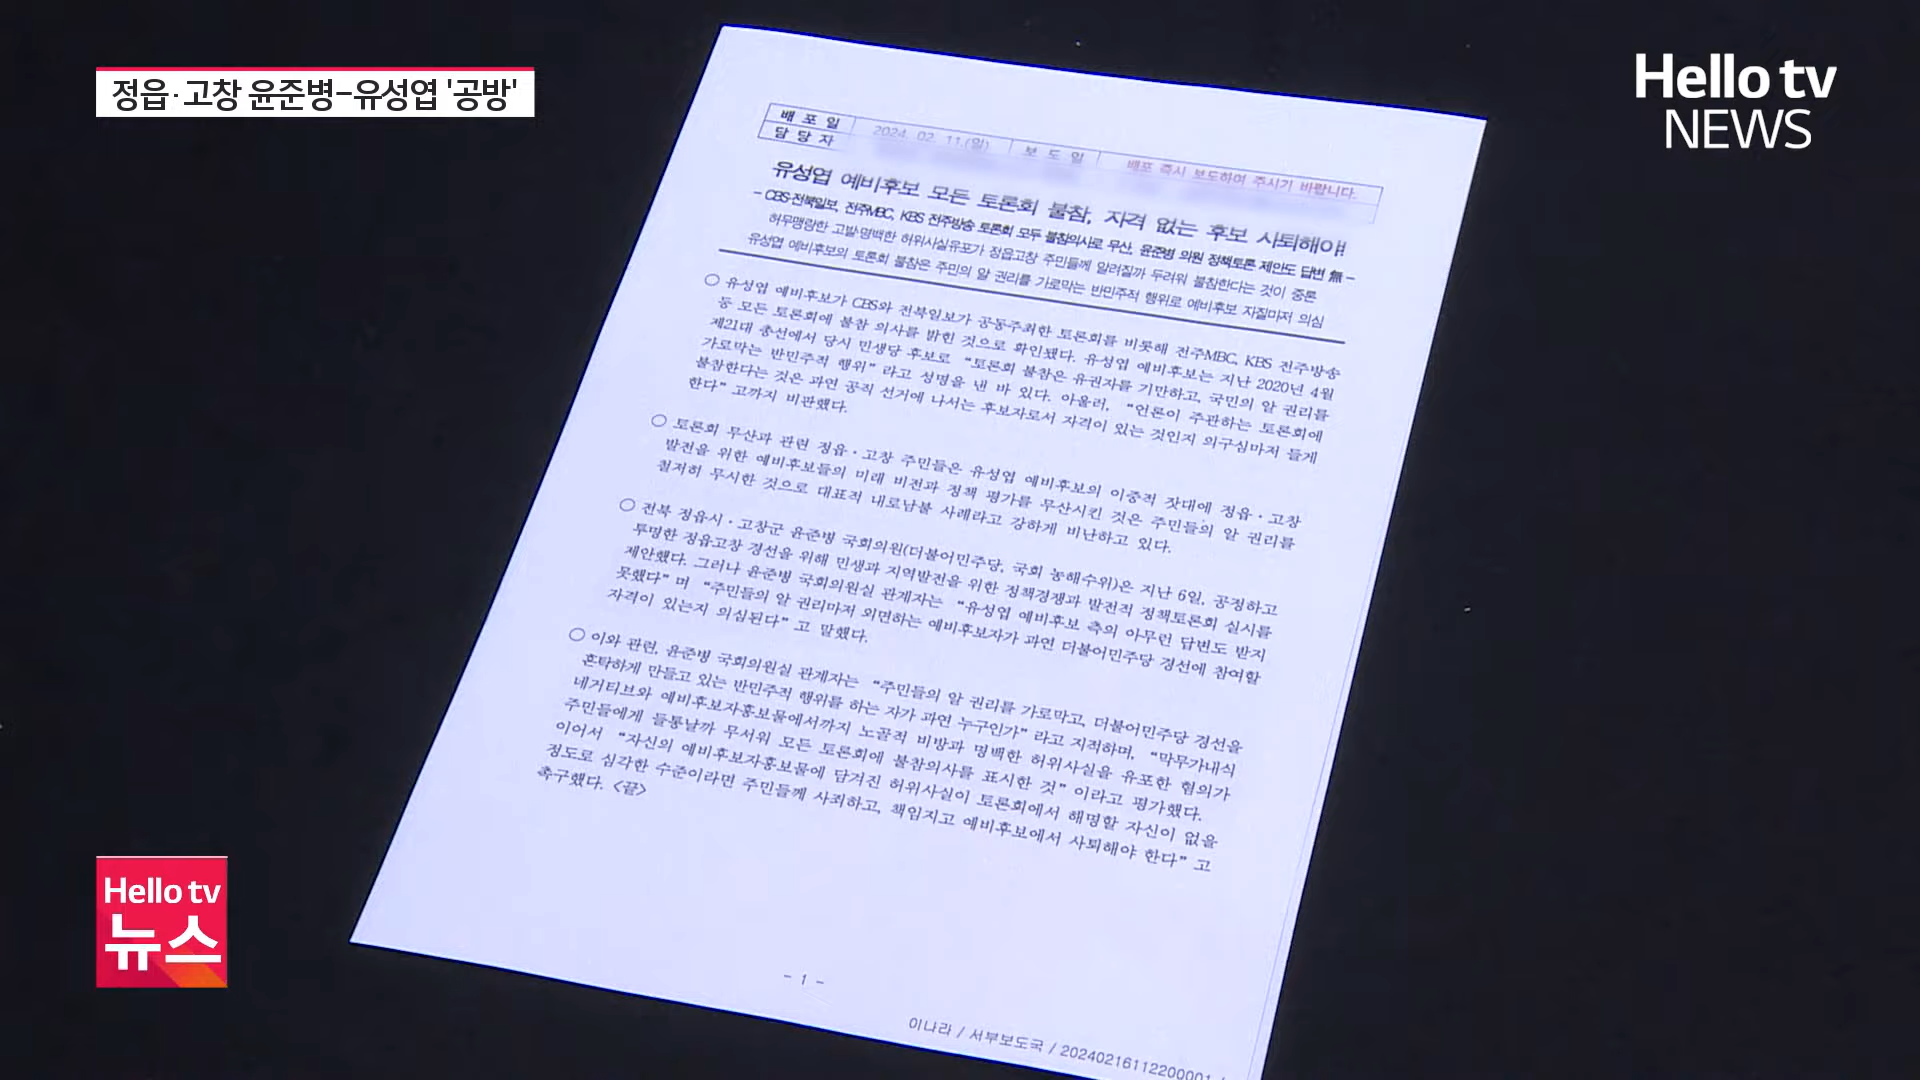 정읍·고창 윤준병-유성엽 '공방'
Hello tv
NEWS
배 포 일
2024. 02. 11.(일)
보 도 일
배포 즉시 보도하여 주시기 바랍니다.
담 당 자
유성엽 예비후보 모든 토론회 불참, 자격 없는 후보 사퇴해야!
- CBS·전북일보, 전주MBC, KBS 전주방송 토론회 모두 불참의사로 무산, 윤준병 의원 정책토론 제안도 답변 無 -
허무맹랑한 고발·명백한 허위사실유포가 정읍고창 주민들께 알려질까 두려워 불참한다는 것이 중론
유성엽 예비후보의 토론회 불참은 주민의 알 권리를 가로막는 반민주적 행위로 예비후보 자질마저 의심
○ 유성엽 예비후보가 CBS와 전북일보가 공동주최한 토론회를 비롯해 전주MBC, KBS 전주방송
등 모든 토론회에 불참 의사를 밝힌 것으로 확인됐다. 유성엽 예비후보는 지난 2020년 4월
제21대 총선에서 당시 민생당 후보로 “토론회 불참은 유권자를 기만하고, 국민의 알 권리를
가로막는 반민주적 행위”라고 성명을 낸 바 있다. 아울러, “언론이 주관하는 토론회에
불참한다는 것은 과연 공직 선거에 나서는 후보자로서 자격이 있는 것인지 의구심마저 들게
한다”고까지 비판했다.
○ 토론회 무산과 관련 정읍·고창 주민들은 유성엽 예비후보의 이중적 잣대에 정읍·고창
발전을 위한 예비후보들의 미래 비전과 정책 평가를 무산시킨 것은 주민들의 알 권리를
철저히 무시한 것으로 대표적 내로남불 사례라고 강하게 비난하고 있다.
○ 전북 정읍시·고창군 윤준병 국회의원(더불어민주당, 국회 농해수위)은 지난 6일, 공정하고
투명한 정읍고창 경선을 위해 민생과 지역발전을 위한 정책경쟁과 발전적 정책토론회 실시를
제안했다. 그러나 윤준병 국회의원실 관계자는 “유성엽 예비후보 측의 아무런 답변도 받지
못했다”며 “주민들의 알 권리마저 외면하는 예비후보자가 과연 더불어민주당 경선에 참여할
자격이 있는지 의심된다”고 말했다.
○ 이와 관련, 윤준병 국회의원실 관계자는 “주민들의 알 권리를 가로막고, 더불어민주당 경선을
혼탁하게 만들고 있는 반민주적 행위를 하는 자가 과연 누구인가”라고 지적하며, “막무가내식
네거티브와 예비후보자홍보물에서까지 노골적 비방과 명백한 허위사실을 유포한 혐의가
주민들에게 들통날까 무서워 모든 토론회에 불참의사를 표시한 것”이라고 평가했다.
이어서 “자신의 예비후보자홍보물에 담겨진 허위사실이 토론회에서 해명할 자신이 없을
정도로 심각한 수준이라면 주민들께 사죄하고, 책임지고 예비후보에서 사퇴해야 한다”고
촉구했다. <끝>
- 1 -
이나라 / 서부보도국 / 20240216112200001 /
Hello tv
뉴스